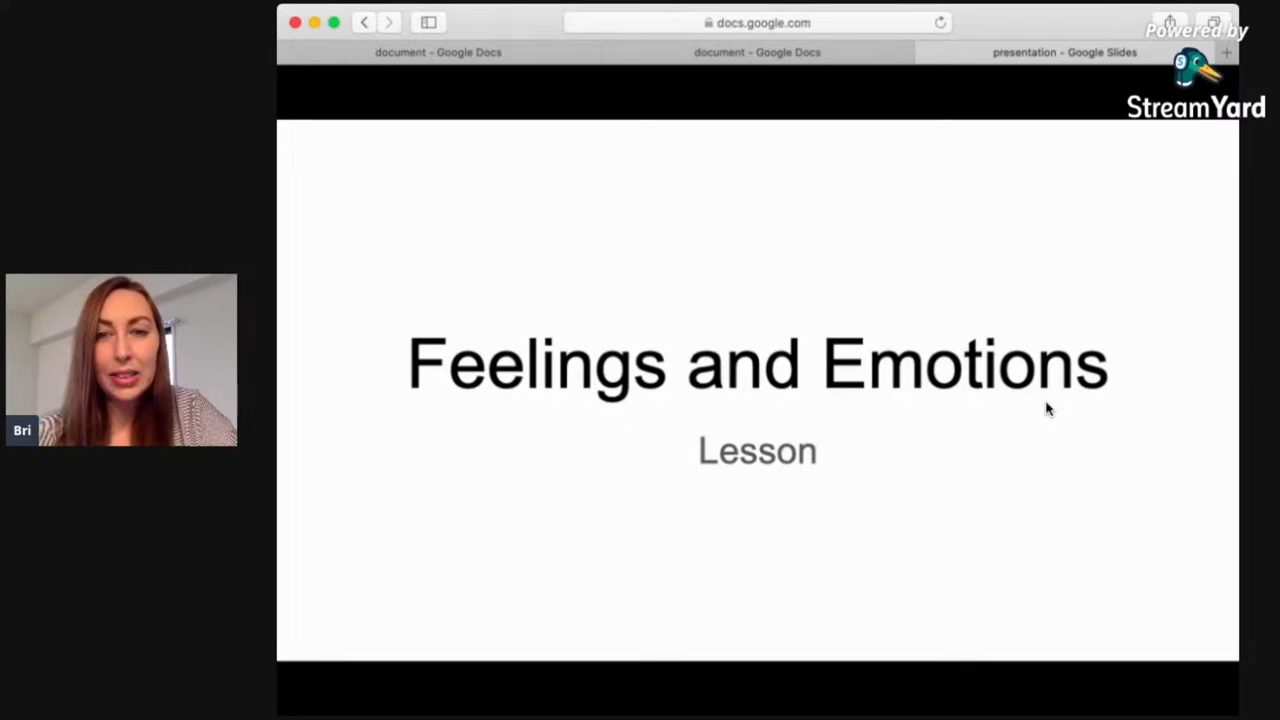 docs.google.com
document - Google Docs
document - Google Docs
presentation - Google Slides
+
Powered by
S
StreamYard
Feelings and Emotions
Lesson
Bri